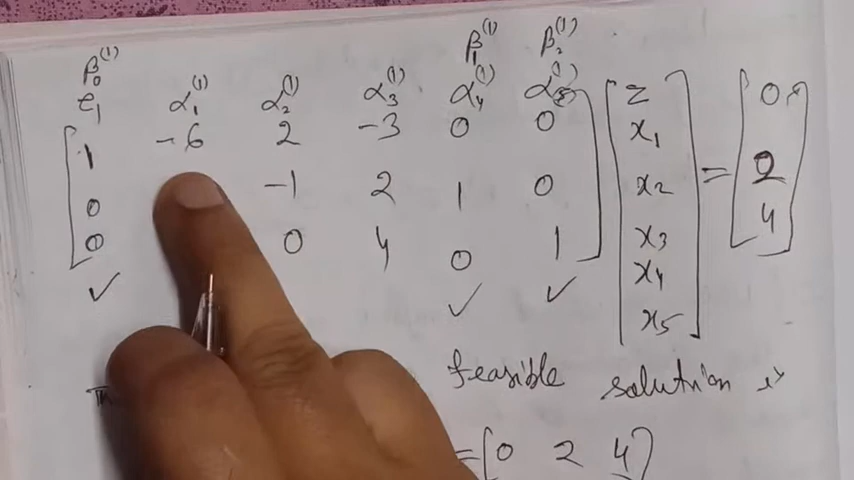 β₀⁽¹⁾ β₁⁽¹⁾ β₂⁽¹⁾
e₁ α₁⁽¹⁾ α₂⁽¹⁾ α₃⁽¹⁾ α₄⁽¹⁾ α₅⁽¹⁾
1 -6 2 -3 0 0 z 0
0 -1 2 1 0 x₁ 2
0 0 4 0 1 x₂ = 4
✓ ✓ ✓ x₃
x₄
x₅
feasible solution is
= [0 2 4]